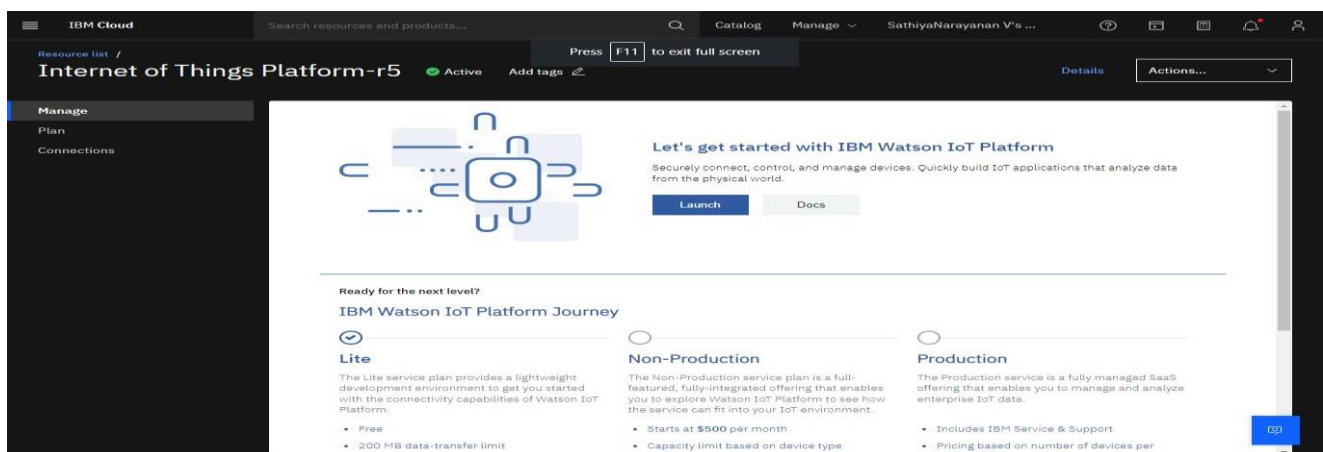 IBM Cloud
Search resources and products...
Catalog
Manage
SathiyaNarayanan V's ...
Press F11 to exit full screen
Resource list /
Internet of Things Platform-r5
Active
Add tags
Details
Actions...
Manage
Plan
Connections
Let's get started with IBM Watson IoT Platform
Securely connect, control, and manage devices. Quickly build IoT applications that analyze data
from the physical world.
Launch
Docs
Ready for the next level?
IBM Watson IoT Platform Journey
Lite
The Lite service plan provides a lightweight
development environment to get you started
with the connectivity capabilities of Watson IoT
Platform.
• Free
• 200 MB data-transfer limit
Non-Production
The Non-Production service plan is a full-
featured, fully-integrated offering that enables
you to explore Watson IoT Platform to see how
the service can fit into your IoT environment.
• Starts at $500 per month
• Capacity limit based on device type
Production
The Production service is a fully managed SaaS
offering that enables you to manage and analyze
enterprise IoT data.
• Includes IBM Service & Support
• Pricing based on number of devices per